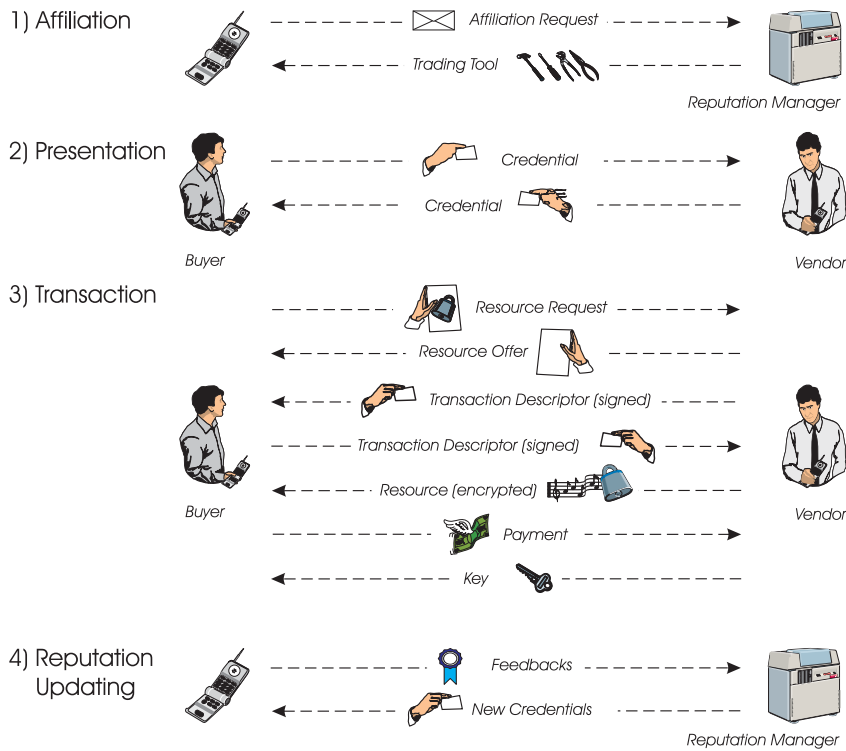 1) Affiliation
Affiliation Request
Trading Tool
Reputation Manager
2) Presentation
Credential
Credential
Buyer
Vendor
3) Transaction
Resource Request
Resource Offer
Transaction Descriptor (signed)
Transaction Descriptor (signed)
Resource (encrypted)
Buyer
Vendor
Payment
Key
4) Reputation
Updating
Feedbacks
New Credentials
Reputation Manager